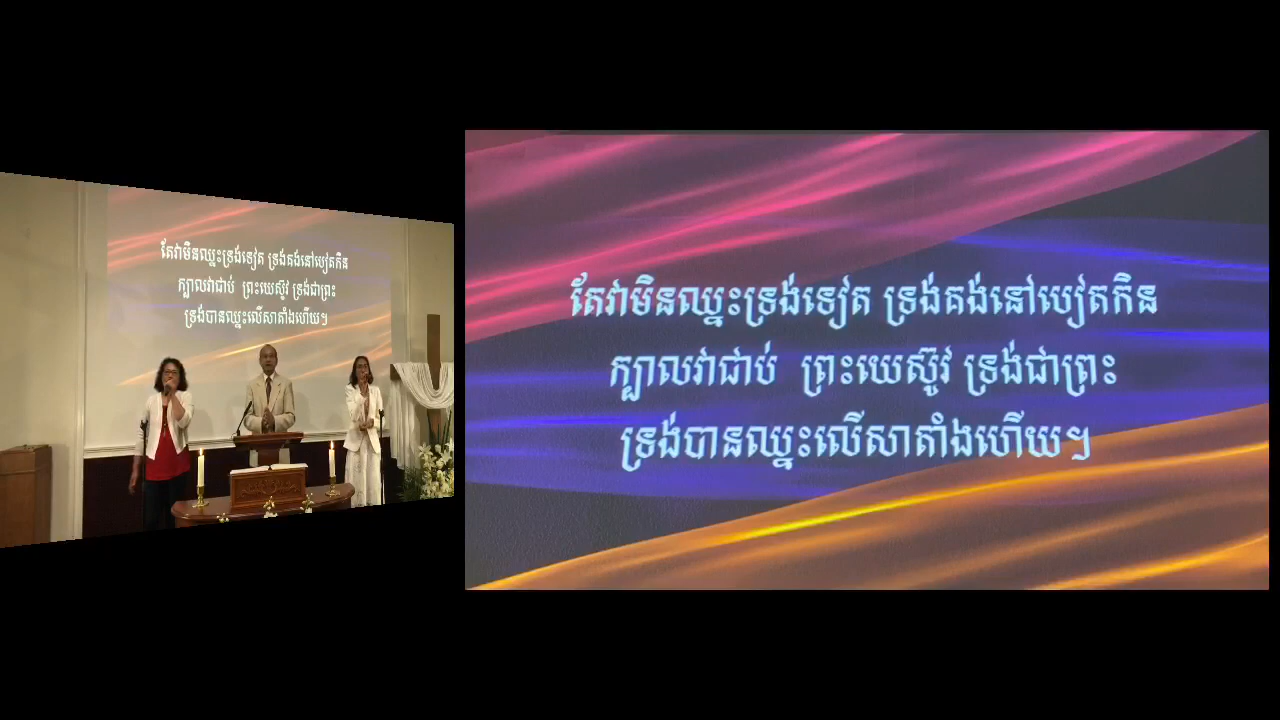 តែវាមិនឈ្នះទ្រង់ទៀត ទ្រង់គង់នៅបៀតកិន
ក្បាលវាជាប់ ព្រះយេស៊ូវ ទ្រង់ជាព្រះ
ទ្រង់បានឈ្នះលើសាតាំងហើយ។
តែវាមិនឈ្នះទ្រង់ទៀត ទ្រង់គង់នៅបៀតកិន
ក្បាលវាជាប់ ព្រះយេស៊ូវ ទ្រង់ជាព្រះ
ទ្រង់បានឈ្នះលើសាតាំងហើយ។